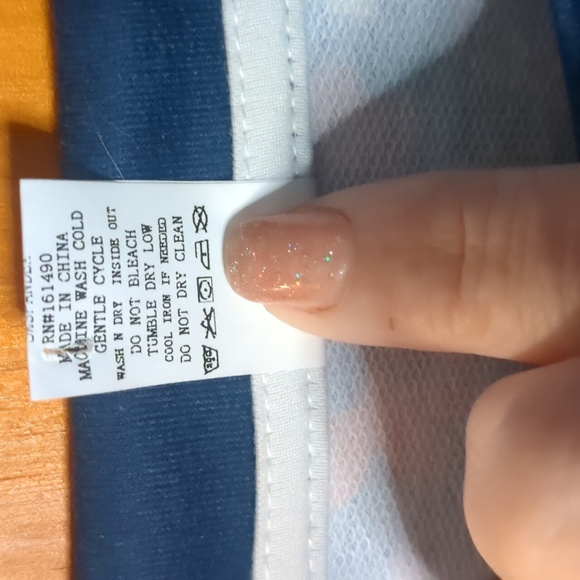 RN#161490
MADE IN CHINA
MACHINE WASH COLD
GENTLE CYCLE
WASH N DRY INSIDE OUT
DO NOT BLEACH
TUMBLE DRY LOW
COOL IRON IF NEEDED
DO NOT DRY CLEAN